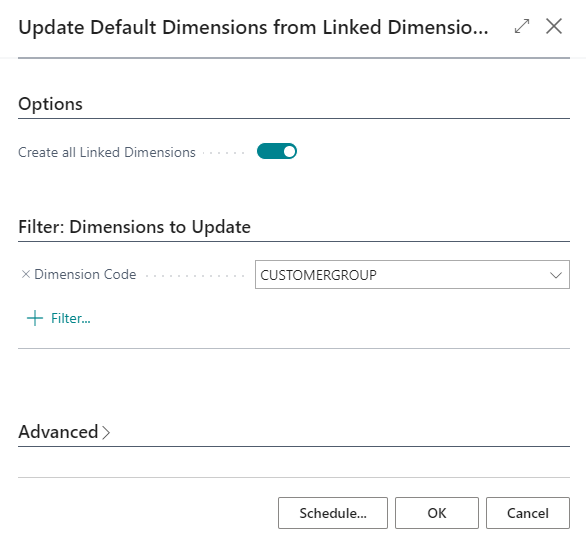 Update Default Dimensions from Linked Dimensio...
Options
Create all Linked Dimensions
Filter: Dimensions to Update
Dimension Code
CUSTOMERGROUP
Filter...
Advanced
Schedule...
OK
Cancel